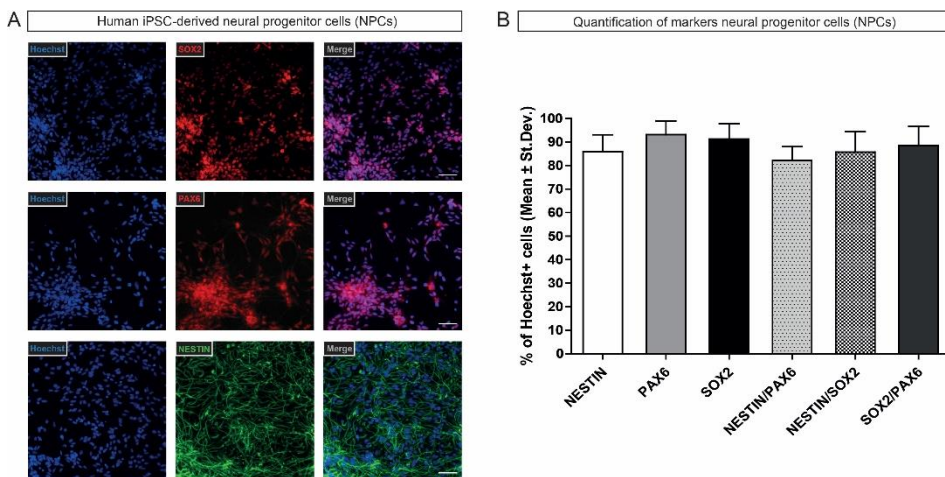 A
Human iPSC-derived neural progenitor cells (NPCs)
Hoechst
SOX2
Merge
Hoechst
PAX6
Merge
Hoechst
NESTIN
Merge
B
Quantification of markers neural progenitor cells (NPCs)
% of Hoechst+ cells (Mean ± St.Dev.)
100
90
80
70
60
50
40
30
20
10
0
NESTIN
PAX6
SOX2
NESTIN/PAX6
NESTIN/SOX2
SOX2/PAX6